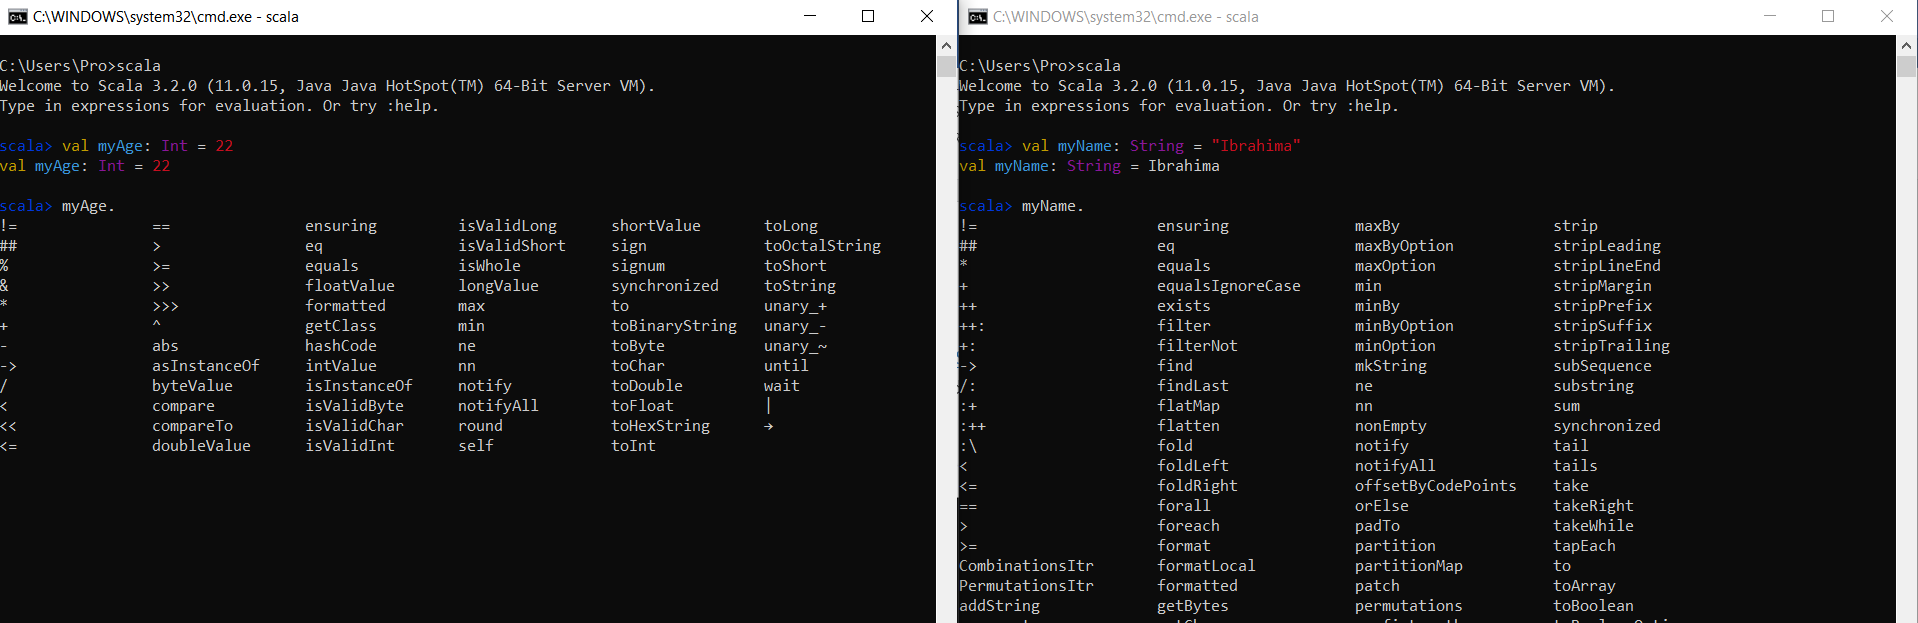 C:\WINDOWS\system32\cmd.exe - scala
C:\Users\Pro>scala
Welcome to Scala 3.2.0 (11.0.15, Java Java HotSpot(TM) 64-Bit Server VM).
Type in expressions for evaluation. Or try :help.
scala> val myAge: Int = 22
val myAge: Int = 22
scala> myAge.
!= == ensuring isValidLong shortValue toLong
## > eq isValidShort sign toOctalString
% >= equals isWhole signum toShort
& >> floatValue longValue synchronized toString
* >>> formatted max to unary_+
+ ^ getClass min toBinaryString unary_-
- abs hashCode ne toByte unary_~
-> asInstanceOf intValue nn toChar until
/ byteValue isInstanceOf notify toDouble wait
< compare isValidByte notifyAll toFloat |
<< compareTo isValidChar round toHexString →
<= doubleValue isValidInt self toInt
C:\WINDOWS\system32\cmd.exe - scala
C:\Users\Pro>scala
Welcome to Scala 3.2.0 (11.0.15, Java Java HotSpot(TM) 64-Bit Server VM).
Type in expressions for evaluation. Or try :help.
scala> val myName: String = "Ibrahima"
val myName: String = Ibrahima
scala> myName.
!= ensuring maxBy strip
## eq maxByOption stripLeading
* equals maxOption stripLineEnd
+ equalsIgnoreCase min stripMargin
++ exists minBy stripPrefix
++: filter minByOption stripSuffix
+: filterNot minOption stripTrailing
-> find mkString subSequence
/: findLast ne substring
:+ flatMap nn sum
:++ flatten nonEmpty synchronized
:\ fold notify tail
< foldLeft notifyAll tails
<= foldRight offsetByCodePoints take
== forall orElse takeRight
> foreach padTo takeWhile
>= format partition tapEach
CombinationsItr formatLocal partitionMap to
PermutationsItr formatted patch toArray
addString getBytes permutations toBoolean